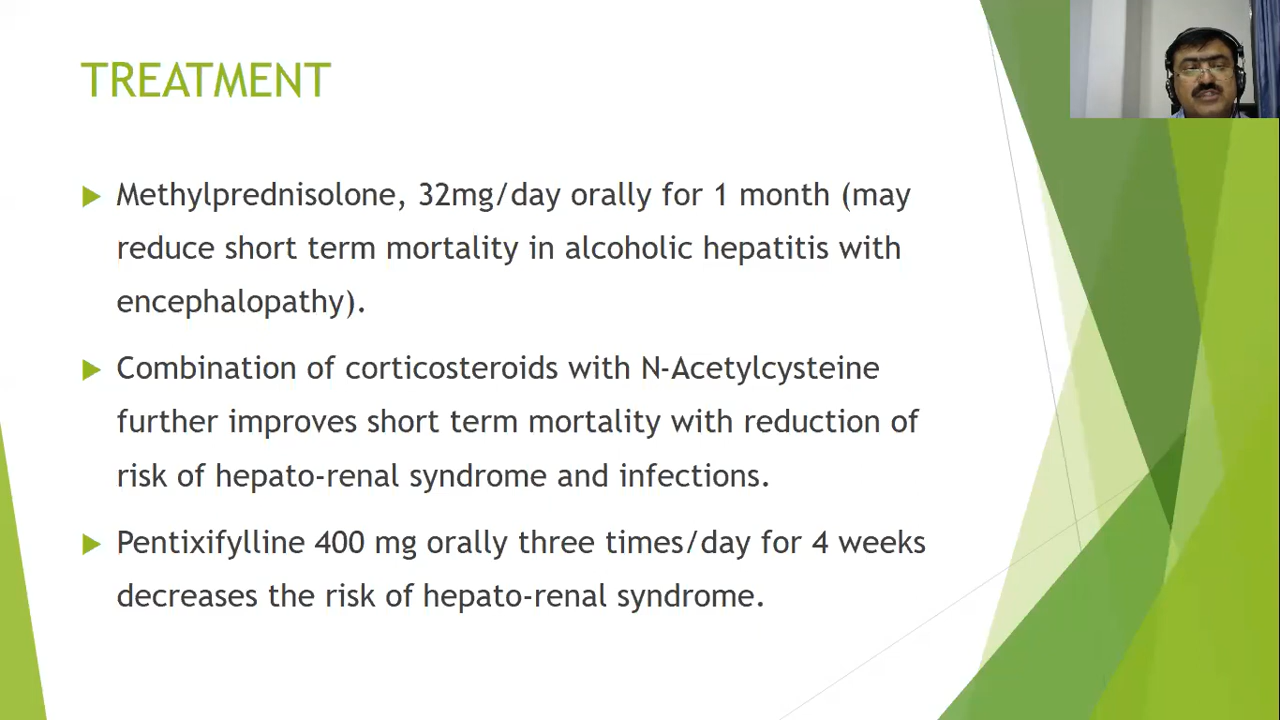 TREATMENT
Methylprednisolone, 32mg/day orally for 1 month (may
reduce short term mortality in alcoholic hepatitis with
encephalopathy).
Combination of corticosteroids with N-Acetylcysteine
further improves short term mortality with reduction of
risk of hepato-renal syndrome and infections.
Pentixifylline 400 mg orally three times/day for 4 weeks
decreases the risk of hepato-renal syndrome.